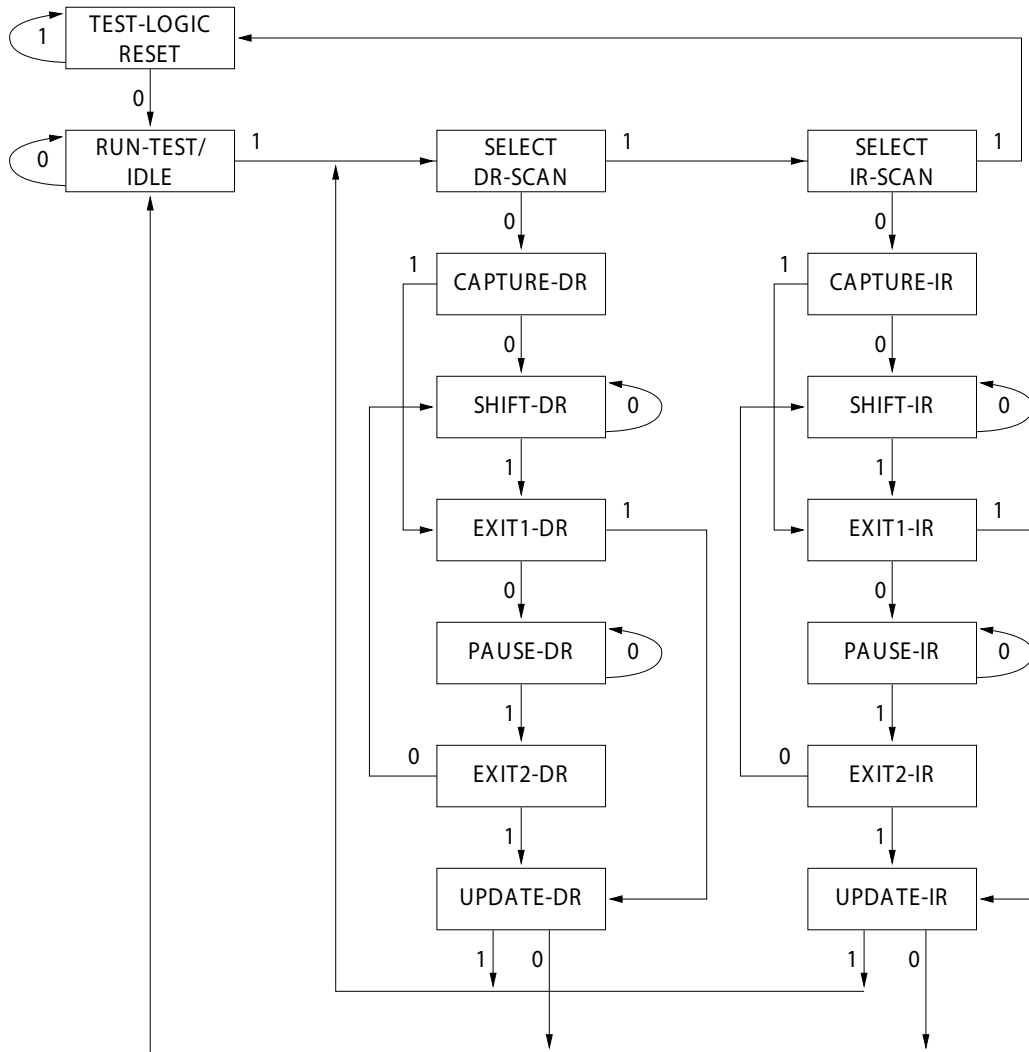 1
TEST-LOGIC
RESET
0
0
RUN-TEST/
IDLE
1
SELECT
DR-SCAN
1
SELECT
IR-SCAN
1
0
0
1
CAPTURE-DR
1
CAPTURE-IR
0
0
SHIFT-DR
0
SHIFT-IR
0
1
1
EXIT1-DR
1
EXIT1-IR
1
0
0
PAUSE-DR
0
PAUSE-IR
0
1
1
0
EXIT2-DR
0
EXIT2-IR
1
1
UPDATE-DR
UPDATE-IR
1
0
1
0